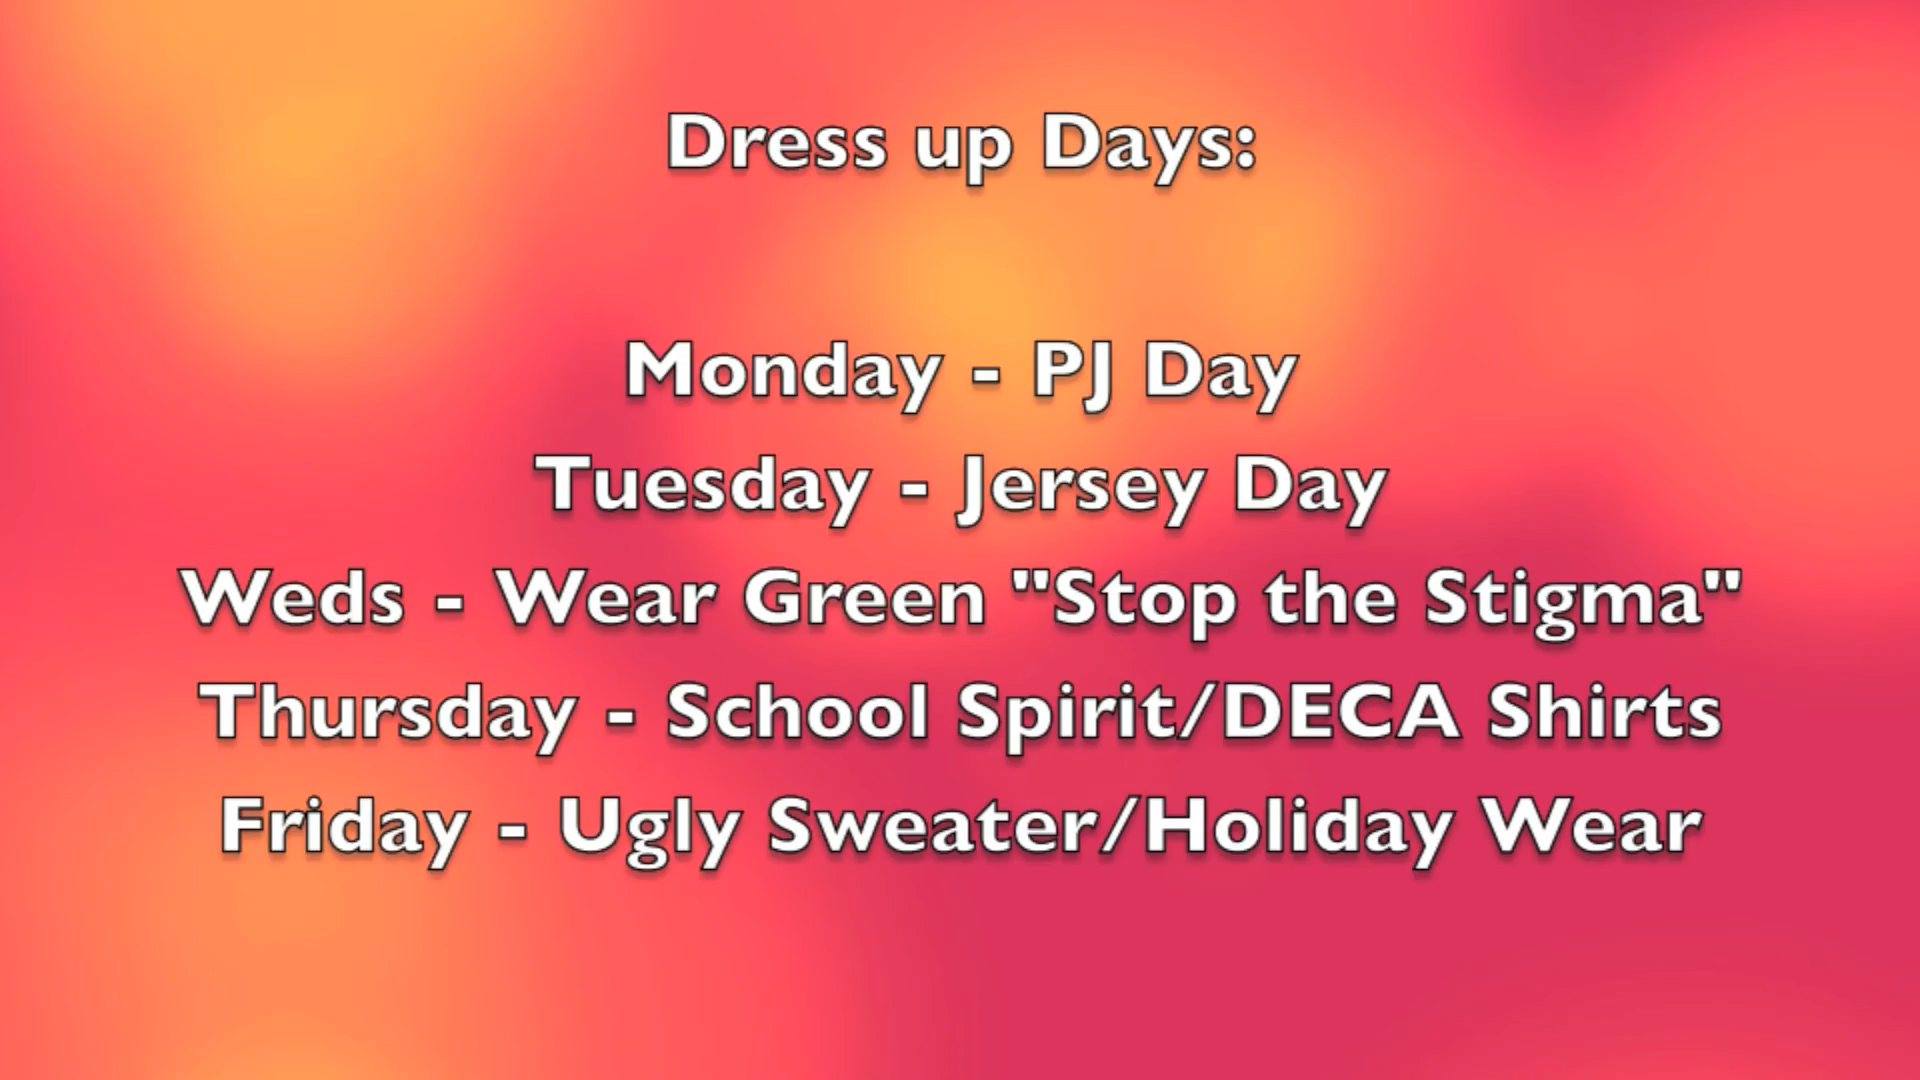 Dress up Days:
Monday - PJ Day
Tuesday - Jersey Day
Weds - Wear Green "Stop the Stigma"
Thursday - School Spirit/DECA Shirts
Friday - Ugly Sweater/Holiday Wear